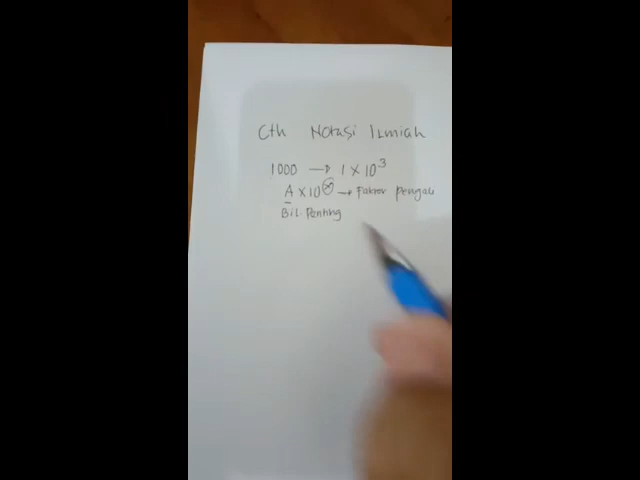 Cth Notasi Ilmiah
1000 → 1 × 10³
A × 10ⁿ → Faktor Pengali
Bil. Penting